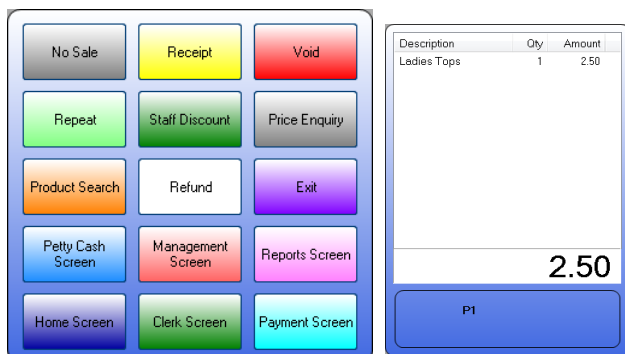 No Sale
Receipt
Void
Repeat
Staff Discount
Price Enquiry
Product Search
Refund
Exit
Petty Cash
Screen
Management
Screen
Reports Screen
Home Screen
Clerk Screen
Payment Screen
Description Qty Amount
Ladies Tops 1 2.50
2.50
P1